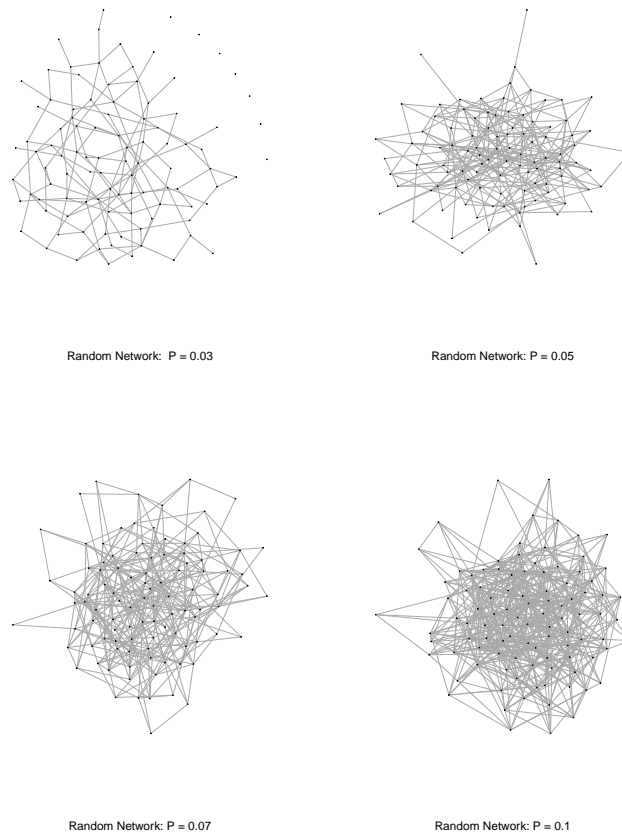 Random Network:  P = 0.03
Random Network: P = 0.05
Random Network: P = 0.07
Random Network: P = 0.1